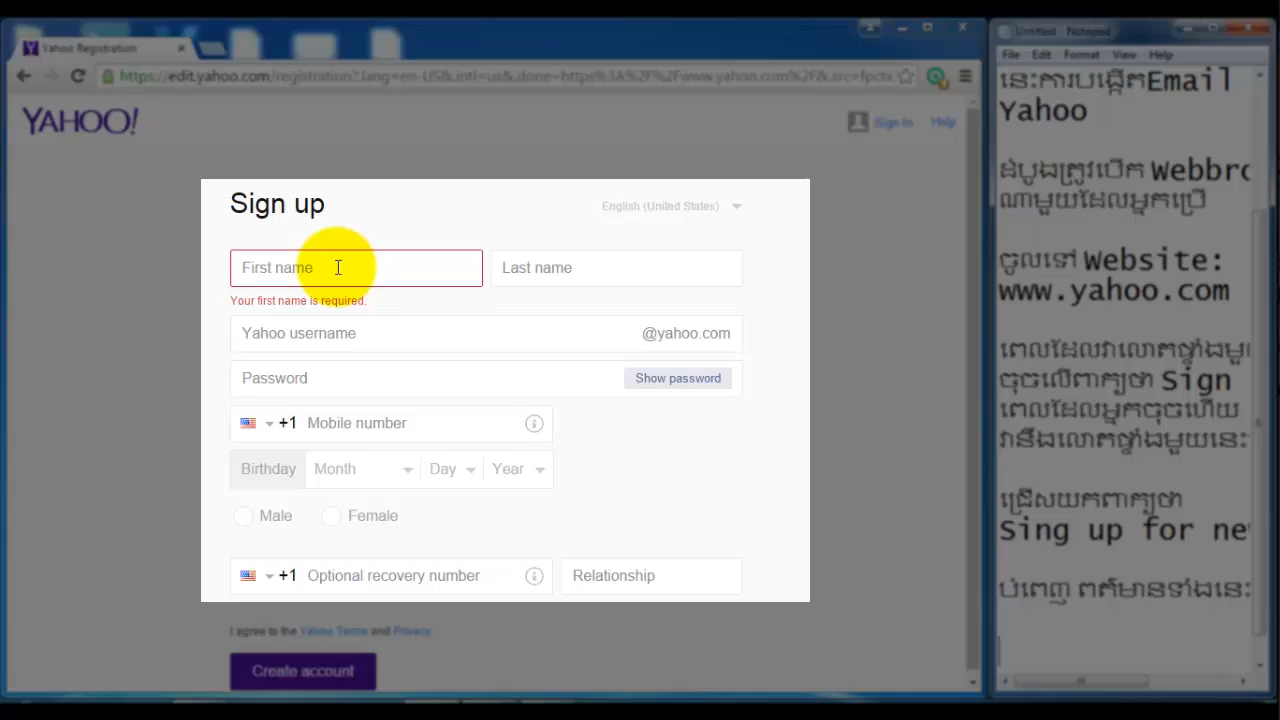 Yahoo Registration
https://edit.yahoo.com/registration?.lang=en-US&.intl=us&.done=https%3A%2F%2Fwww.yahoo.com%2F&.src=fpctx
YAHOO!
Sign In Help
Sign up
English (United States)
First name
Last name
Your first name is required.
Yahoo username
@yahoo.com
Password
Show password
+1 Mobile number
Birthday Month Day Year
Male Female
+1 Optional recovery number
Relationship
I agree to the Yahoo Terms and Privacy.
Create account
Untitled - Notepad
File Edit Format View Help
នេះការបង្កើតEmail
Yahoo
ដំបូងត្រូវបើក Webbro
ណាមួយដែលអ្នកប្រើ
ចូលទៅ Website:
www.yahoo.com
ពេលដែលវាលោតផ្ទាំងមួ
ចុចលើពាក្យថា Sign
ពេលដែលអ្នកចុចហើយ
វានឹងលោតផ្ទាំងមួយនេះ
ជ្រើសយកពាក្យថា
Sing up for ne
បំពេញ ពត៌មានទាំងនេះ